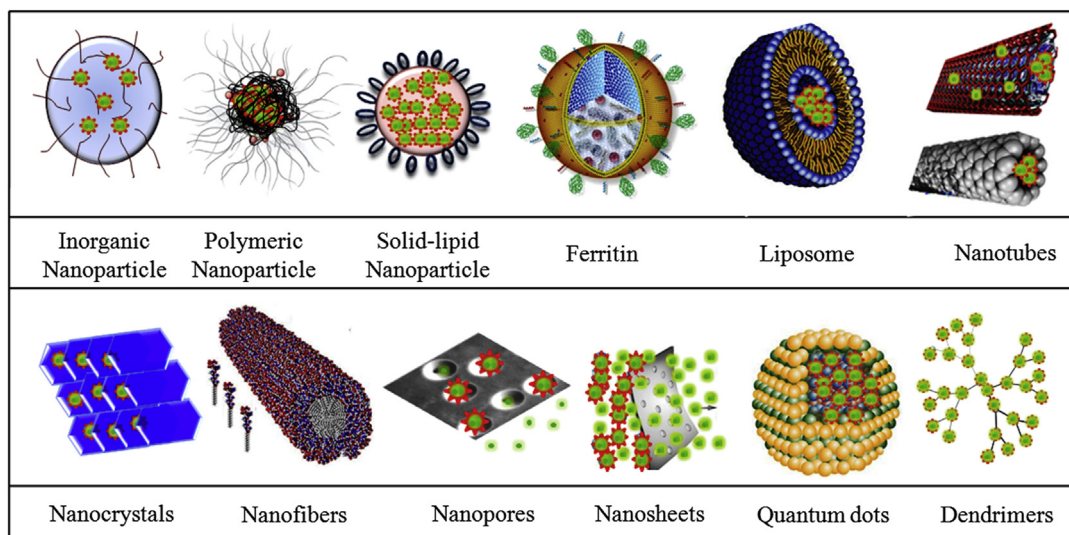 Inorganic
Nanoparticle
Polymeric
Nanoparticle
Solid-lipid
Nanoparticle
Ferritin
Liposome
Nanotubes
Nanocrystals
Nanofibers
Nanopores
Nanosheets
Quantum dots
Dendrimers